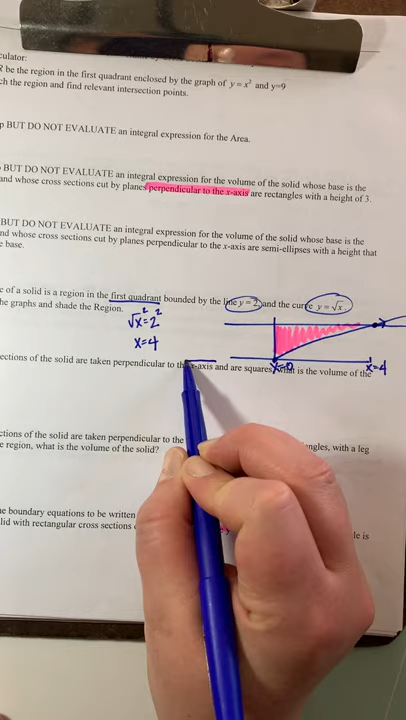 culator:
R be the region in the first quadrant enclosed by the graph of y = x² and y=9
ch the region and find relevant intersection points.
p BUT DO NOT EVALUATE an integral expression for the Area.
BUT DO NOT EVALUATE an integral expression for the volume of the solid whose base is the
and whose cross sections cut by planes perpendicular to the x-axis are rectangles with a height of 3.
BUT DO NOT EVALUATE an integral expression for the volume of the solid whose base is the
nd whose cross sections cut by planes perpendicular to the x-axis are semi-ellipses with a height that
e base.
e of a solid is a region in the first quadrant bounded by the line y = 2, and the curve y = √x.
he graphs and shade the Region.
√x² = 2²
x=4
x=0
x=4
ections of the solid are taken perpendicular to the x-axis and are squares, what is the volume of the
ctions of the solid are taken perpendicular to the ngles, with a leg
e region, what is the volume of the solid?
he boundary equations to be written le is
lid with rectangular cross sections